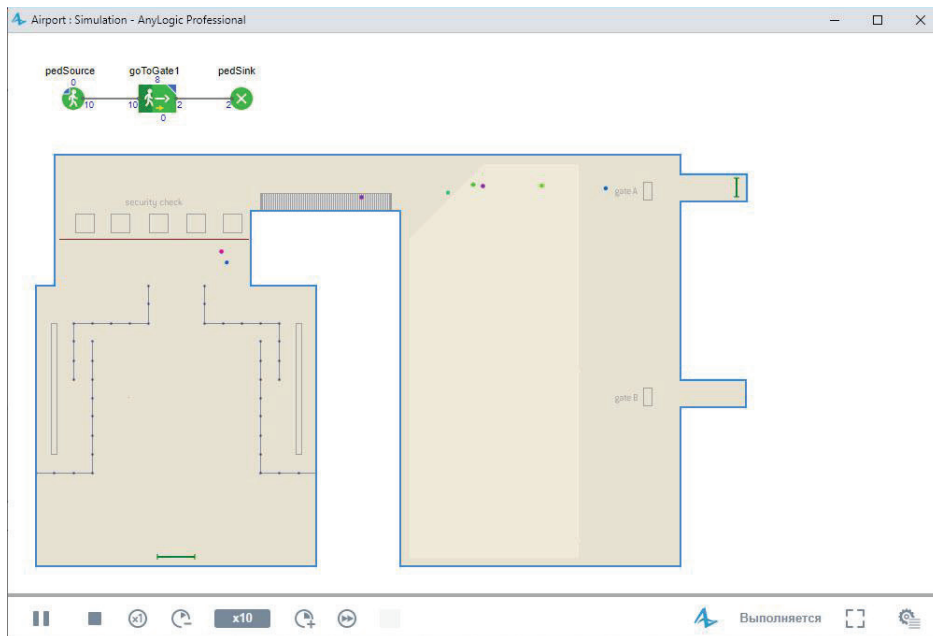 Airport : Simulation - AnyLogic Professional
pedSource goToGate1 pedSink
0 8
10 10 2 2
0
security check
gate A
gate B
x1 x10 Выполняется